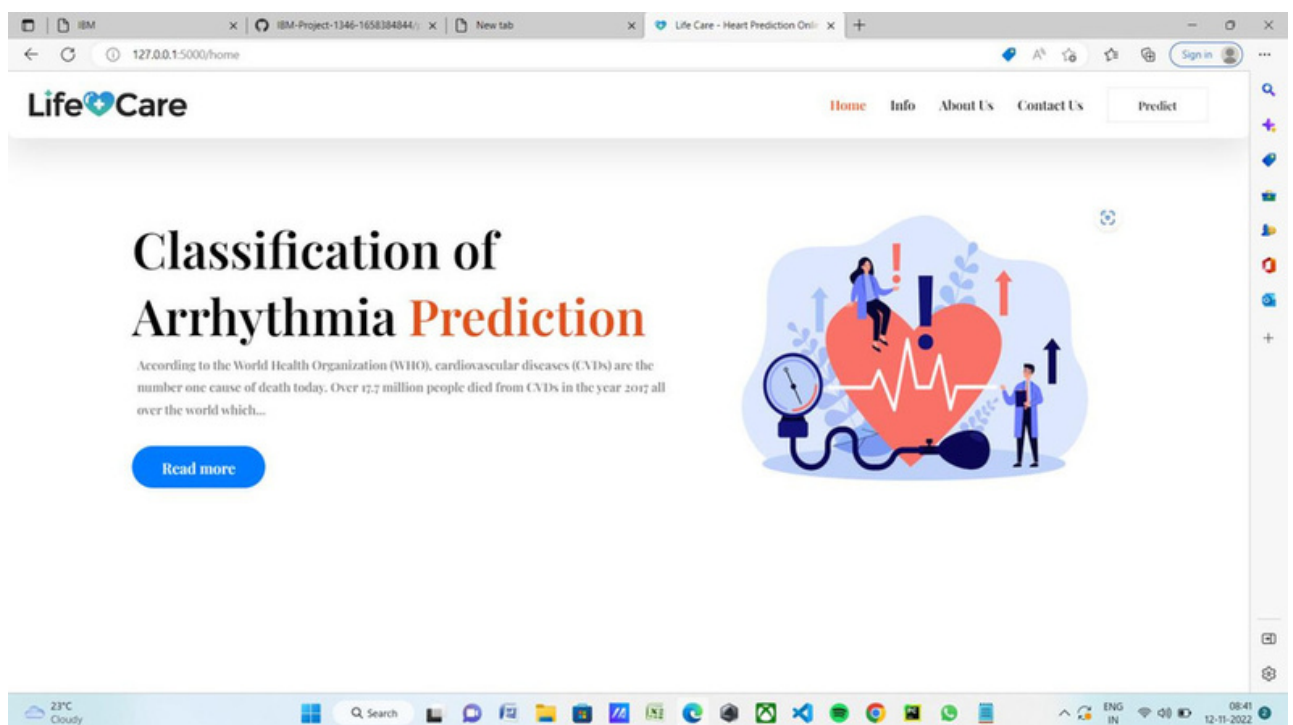 IBM
IBM-Project-1346-1658384844/
New tab
Life Care - Heart Prediction Onli
127.0.0.1:5000/home
Sign in
Life Care
Home Info About Us Contact Us Predict
Classification of
Arrhythmia Prediction
According to the World Health Organization (WHO), cardiovascular diseases (CVDs) are the
number one cause of death today. Over 17.7 million people died from CVDs in the year 2017 all
over the world which...
Read more
23°C
Cloudy
Search
ENG
IN
08:41
12-11-2022